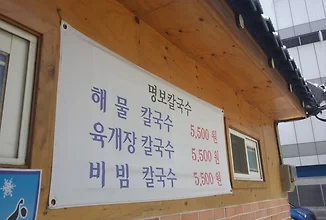 명보칼국수
해물 칼국수 5,500 원
육개장 칼국수 5,500 원
비빔 칼국수 5,500 원